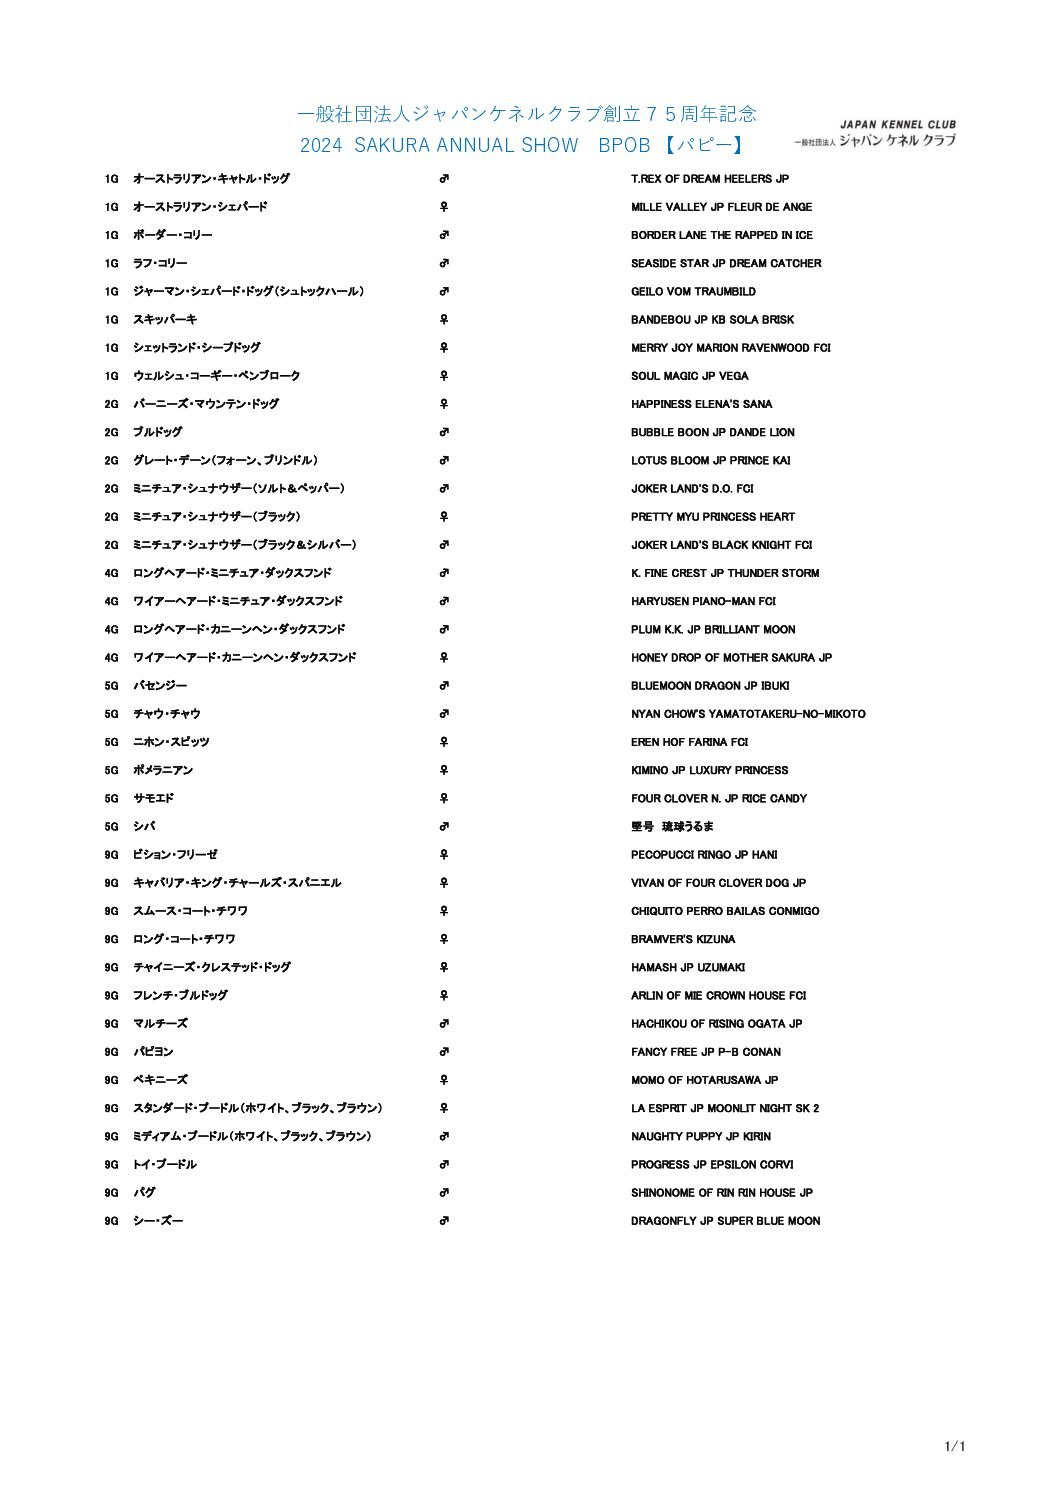 一般社団法人ジャパンケネルクラブ創立７５周年記念
2024 SAKURA ANNUAL SHOW BPOB 【パピー】
JAPAN KENNEL CLUB
一般社団法人 ジャパン ケネル クラブ
1G オーストラリアン・キャトル・ドッグ ♂ T.REX OF DREAM HEELERS JP
1G オーストラリアン・シェパード ♀ MILLE VALLEY JP FLEUR DE ANGE
1G ボーダー・コリー ♂ BORDER LANE THE RAPPED IN ICE
1G ラフ・コリー ♂ SEASIDE STAR JP DREAM CATCHER
1G ジャーマン・シェパード・ドッグ（シュトックハール） ♂ GEILO VOM TRAUMBILD
1G スキッパーキ ♀ BANDEBOU JP KB SOLA BRISK
1G シェットランド・シープドッグ ♀ MERRY JOY MARION RAVENWOOD FCI
1G ウェルシュ・コーギー・ペンブローク ♀ SOUL MAGIC JP VEGA
2G バーニーズ・マウンテン・ドッグ ♀ HAPPINESS ELENA'S SANA
2G ブルドッグ ♂ BUBBLE BOON JP DANDE LION
2G グレート・デーン（フォーン、ブリンドル） ♂ LOTUS BLOOM JP PRINCE KAI
2G ミニチュア・シュナウザー（ソルト＆ペッパー） ♂ JOKER LAND'S D.O. FCI
2G ミニチュア・シュナウザー（ブラック） ♀ PRETTY MYU PRINCESS HEART
2G ミニチュア・シュナウザー（ブラック＆シルバー） ♂ JOKER LAND'S BLACK KNIGHT FCI
4G ロングヘアード・ミニチュア・ダックスフンド ♂ K. FINE CREST JP THUNDER STORM
4G ワイアーヘアード・ミニチュア・ダックスフンド ♂ HARYUSEN PIANO-MAN FCI
4G ロングヘアード・カニーンヘン・ダックスフンド ♂ PLUM K.K. JP BRILLIANT MOON
4G ワイアーヘアード・カニーンヘン・ダックスフンド ♀ HONEY DROP OF MOTHER SAKURA JP
5G バセンジー ♂ BLUEMOON DRAGON JP IBUKI
5G チャウ・チャウ ♂ NYAN CHOW'S YAMATOTAKERU-NO-MIKOTO
5G ニホン・スピッツ ♀ EREN HOF FARINA FCI
5G ポメラニアン ♀ KIMINO JP LUXURY PRINCESS
5G サモエド ♀ FOUR CLOVER N. JP RICE CANDY
5G シバ ♂ 堅号 琉球うるま
9G ビション・フリーゼ ♀ PECOPUCCI RINGO JP HANI
9G キャバリア・キング・チャールズ・スパニエル ♀ VIVAN OF FOUR CLOVER DOG JP
9G スムース・コート・チワワ ♀ CHIQUITO PERRO BAILAS CONMIGO
9G ロング・コート・チワワ ♀ BRAMVER'S KIZUNA
9G チャイニーズ・クレステッド・ドッグ ♀ HAMASH JP UZUMAKI
9G フレンチ・ブルドッグ ♀ ARLIN OF MIE CROWN HOUSE FCI
9G マルチーズ ♂ HACHIKOU OF RISING OGATA JP
9G パピヨン ♂ FANCY FREE JP P-B CONAN
9G ペキニーズ ♀ MOMO OF HOTARUSAWA JP
9G スタンダード・プードル（ホワイト、ブラック、ブラウン） ♀ LA ESPRIT JP MOONLIT NIGHT SK 2
9G ミディアム・プードル（ホワイト、ブラック、ブラウン） ♂ NAUGHTY PUPPY JP KIRIN
9G トイ・プードル ♂ PROGRESS JP EPSILON CORVI
9G パグ ♂ SHINONOME OF RIN RIN HOUSE JP
9G シー・ズー ♂ DRAGONFLY JP SUPER BLUE MOON
1/1